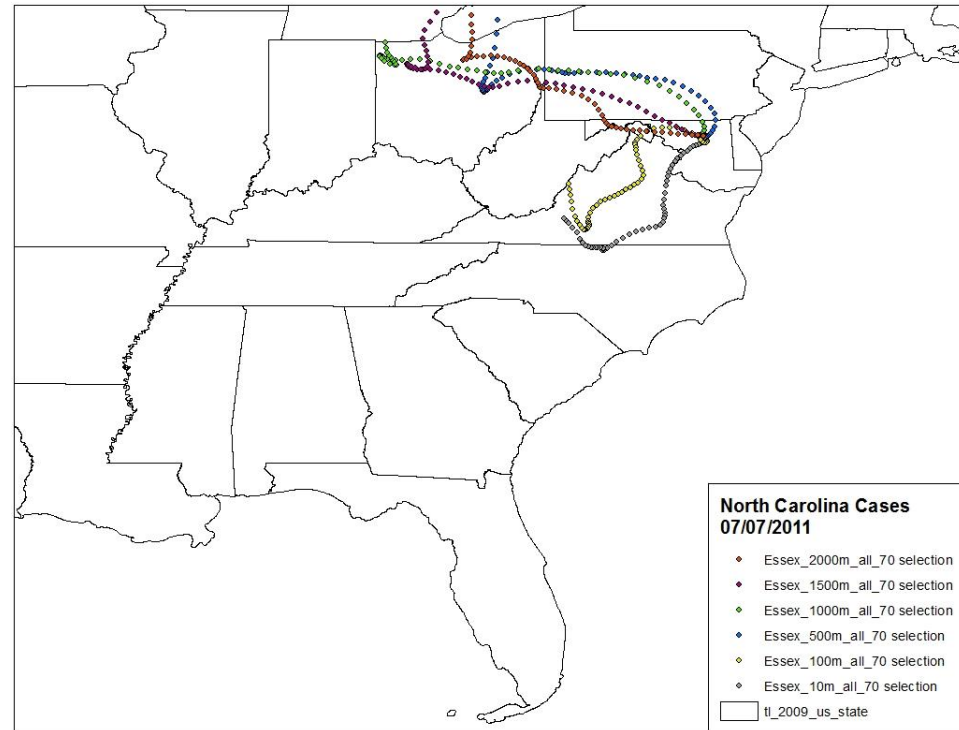 North Carolina Cases
07/07/2011
Essex_2000m_all_70 selection
Essex_1500m_all_70 selection
Essex_1000m_all_70 selection
Essex_500m_all_70 selection
Essex_100m_all_70 selection
Essex_10m_all_70 selection
tl_2009_us_state